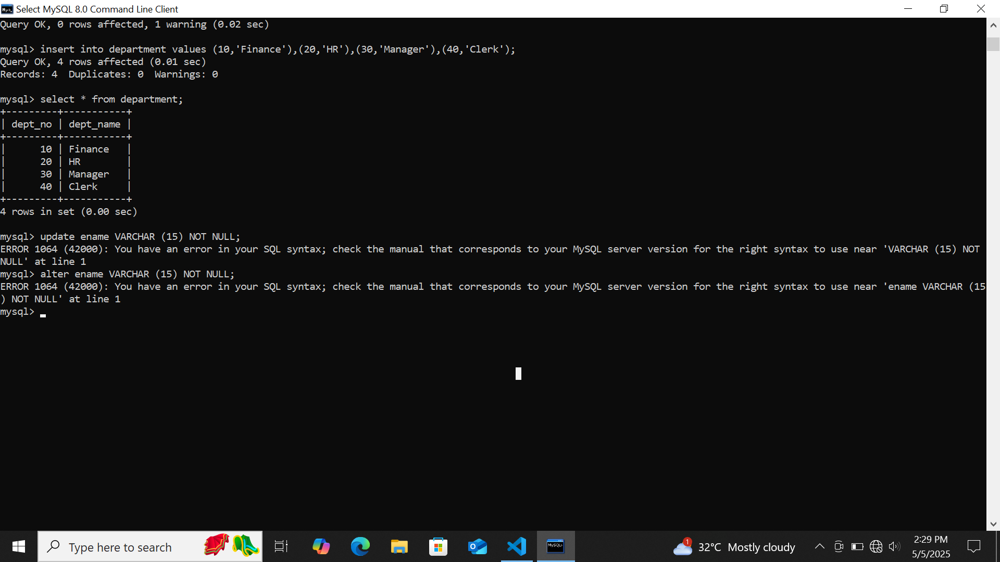 Select MySQL 8.0 Command Line Client
Query OK, 0 rows affected, 1 warning (0.02 sec)
mysql> insert into department values (10,'Finance'),(20,'HR'),(30,'Manager'),(40,'Clerk');
Query OK, 4 rows affected (0.01 sec)
Records: 4  Duplicates: 0  Warnings: 0
mysql> select * from department;
+---------+-----------+
| dept_no | dept_name |
+---------+-----------+
|      10 | Finance   |
|      20 | HR        |
|      30 | Manager   |
|      40 | Clerk     |
+---------+-----------+
4 rows in set (0.00 sec)
mysql> update ename VARCHAR (15) NOT NULL;
ERROR 1064 (42000): You have an error in your SQL syntax; check the manual that corresponds to your MySQL server version for the right syntax to use near 'VARCHAR (15) NOT
NULL' at line 1
mysql> alter ename VARCHAR (15) NOT NULL;
ERROR 1064 (42000): You have an error in your SQL syntax; check the manual that corresponds to your MySQL server version for the right syntax to use near 'ename VARCHAR (15
) NOT NULL' at line 1
mysql>
Type here to search
MySQL>
1
32°C Mostly cloudy
2:29 PM
5/5/2025